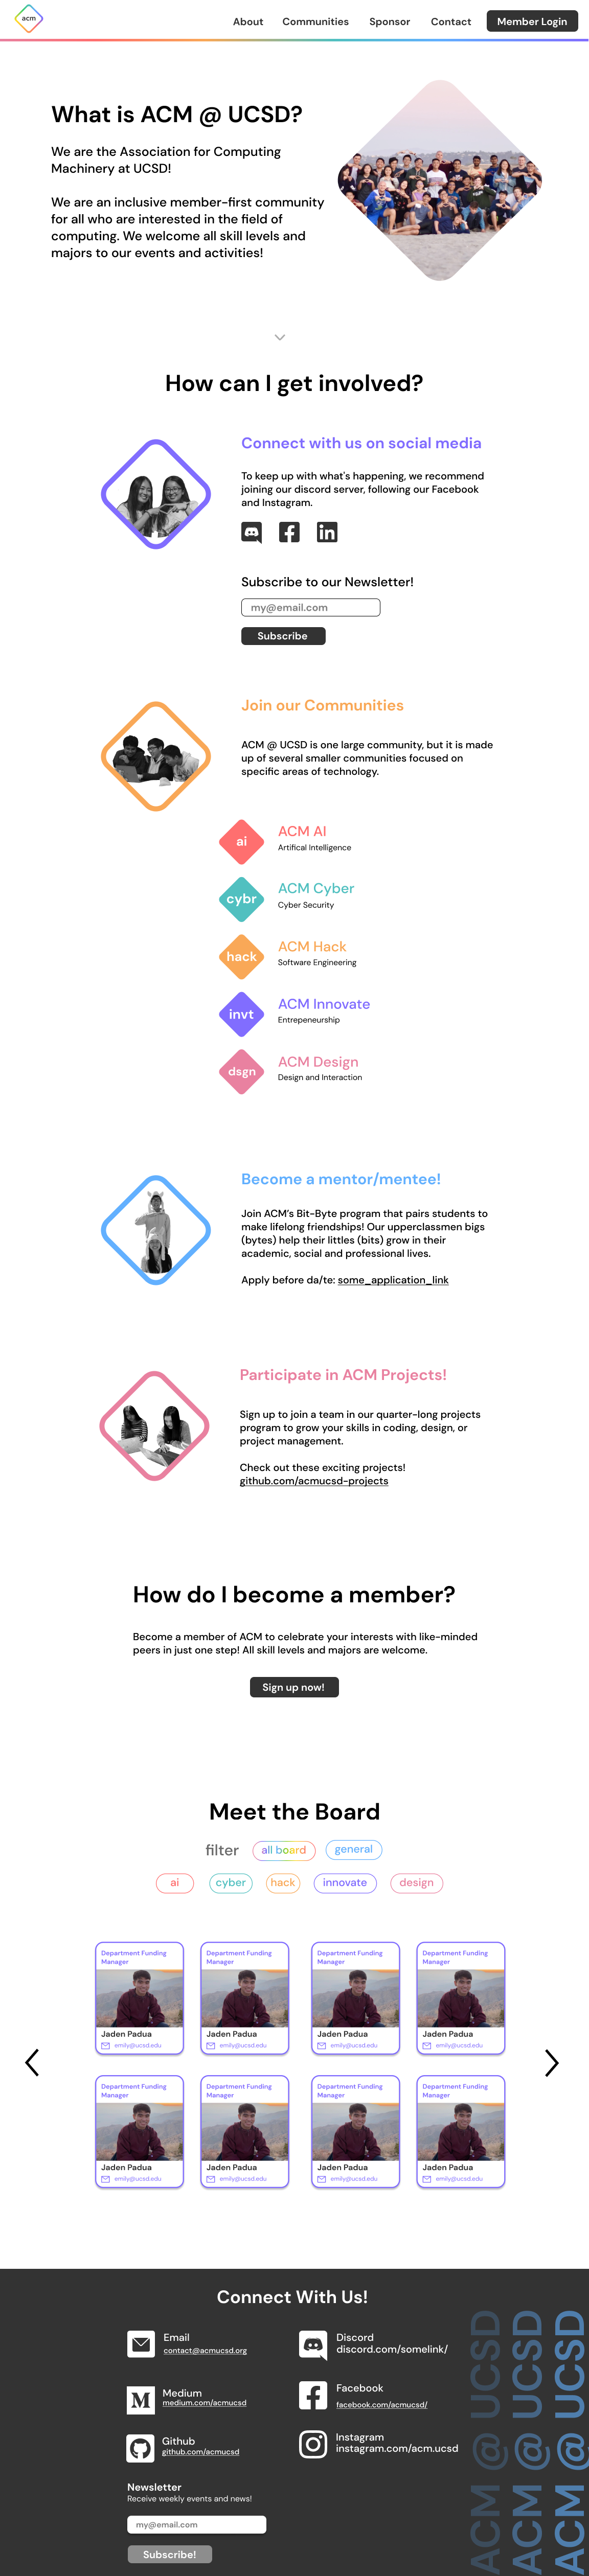 acm
About Communities Sponsor Contact Member Login
What is ACM @ UCSD?
We are the Association for Computing
Machinery at UCSD!
We are an inclusive member-first community
for all who are interested in the field of
computing. We welcome all skill levels and
majors to our events and activities!
How can I get involved?
Connect with us on social media
To keep up with what's happening, we recommend
joining our discord server, following our Facebook
and Instagram.
in
Subscribe to our Newsletter!
my@email.com
Subscribe
Join our Communities
ACM @ UCSD is one large community, but it is made
up of several smaller communities focused on
specific areas of technology.
ai
ACM AI
Artifical Intelligence
cybr
ACM Cyber
Cyber Security
hack
ACM Hack
Software Engineering
invt
ACM Innovate
Entrepeneurship
dsgn
ACM Design
Design and Interaction
Become a mentor/mentee!
Join ACM’s Bit-Byte program that pairs students to
make lifelong friendships! Our upperclassmen bigs
(bytes) help their littles (bits) grow in their
academic, social and professional lives.
Apply before da/te: some_application_link
Participate in ACM Projects!
Sign up to join a team in our quarter-long projects
program to grow your skills in coding, design, or
project management.
Check out these exciting projects!
github.com/acmucsd-projects
How do I become a member?
Become a member of ACM to celebrate your interests with like-minded
peers in just one step! All skill levels and majors are welcome.
Sign up now!
Meet the Board
filter all board general
ai cyber hack innovate design
Department Funding
Manager
Jaden Padua
emily@ucsd.edu
Department Funding
Manager
Jaden Padua
emily@ucsd.edu
Department Funding
Manager
Jaden Padua
emily@ucsd.edu
Department Funding
Manager
Jaden Padua
emily@ucsd.edu
Department Funding
Manager
Jaden Padua
emily@ucsd.edu
Department Funding
Manager
Jaden Padua
emily@ucsd.edu
Department Funding
Manager
Jaden Padua
emily@ucsd.edu
Department Funding
Manager
Jaden Padua
emily@ucsd.edu
Connect With Us!
Email
contact@acmucsd.org
M
Medium
medium.com/acmucsd
Github
github.com/acmucsd
Discord
discord.com/somelink/
Facebook
facebook.com/acmucsd/
Instagram
instagram.com/acm.ucsd
Newsletter
Receive weekly events and news!
my@email.com
Subscribe!
ACM @ UCSD
ACM @ UCSD
ACM @ UCSD